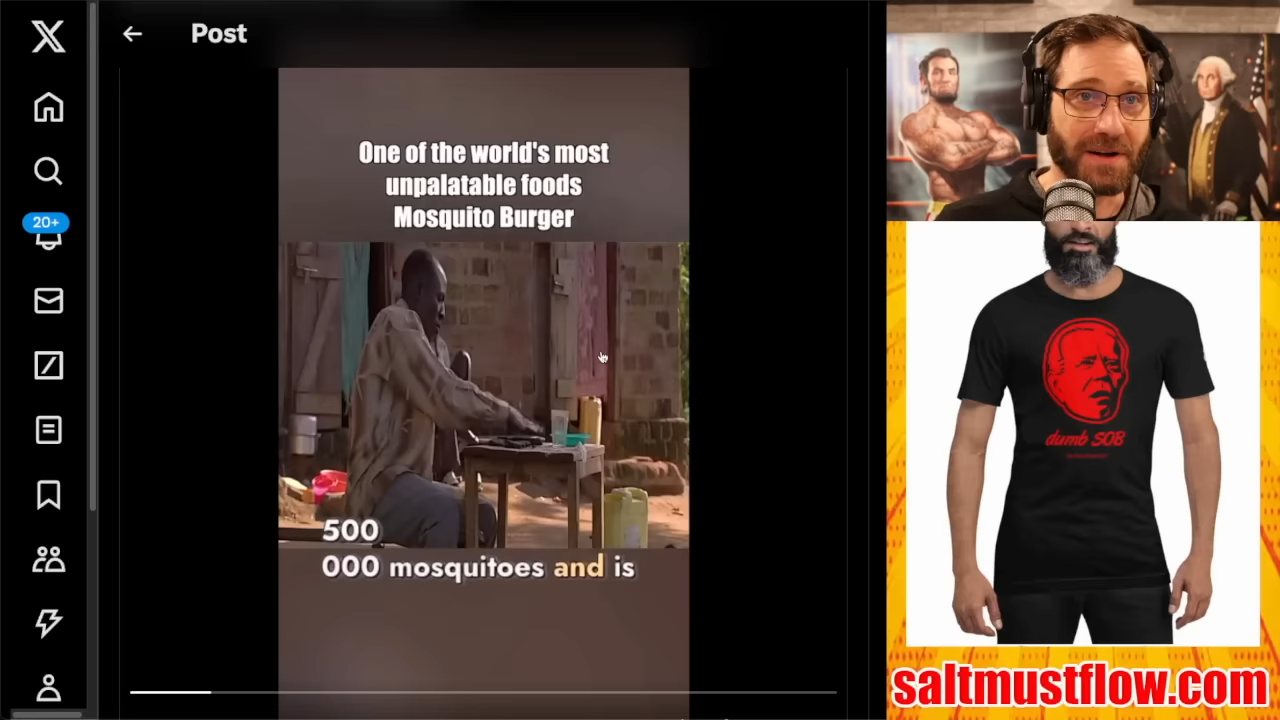 Post
20+
One of the world's most
unpalatable foods
Mosquito Burger
500
000 mosquitoes and is
dumb SOB
saltmustflow.com